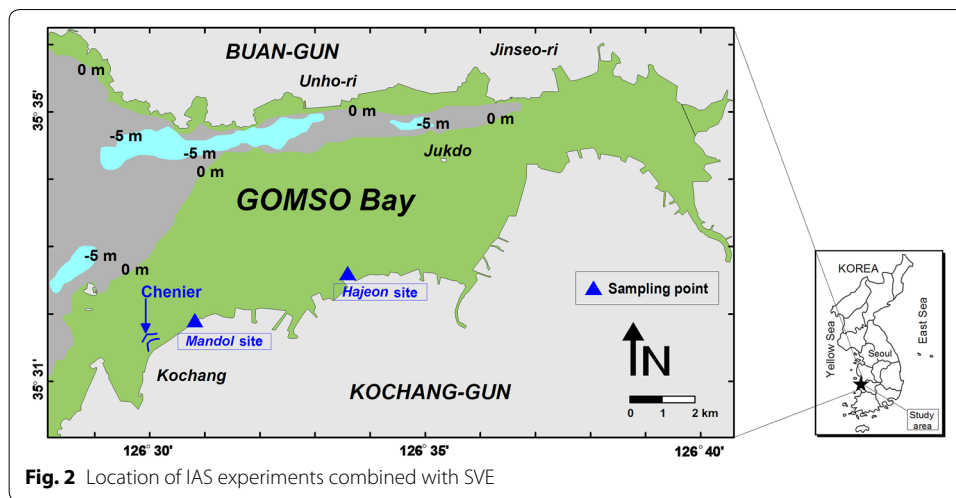 BUAN-GUN
Jinseo-ri
Unho-ri
0 m
0 m
0 m
-5 m
-5 m
-5 m
0 m
Jukdo
GOMSO Bay
-5 m
0 m
Chenier
Hajeon site
Mandol site
Kochang
KOCHANG-GUN
Sampling point
N
0 1 2 km
35° 35'
35° 31'
126° 30'
126° 35'
126° 40'
KOREA
Yellow Sea
East Sea
Seoul
Study
area
Fig. 2 Location of IAS experiments combined with SVE